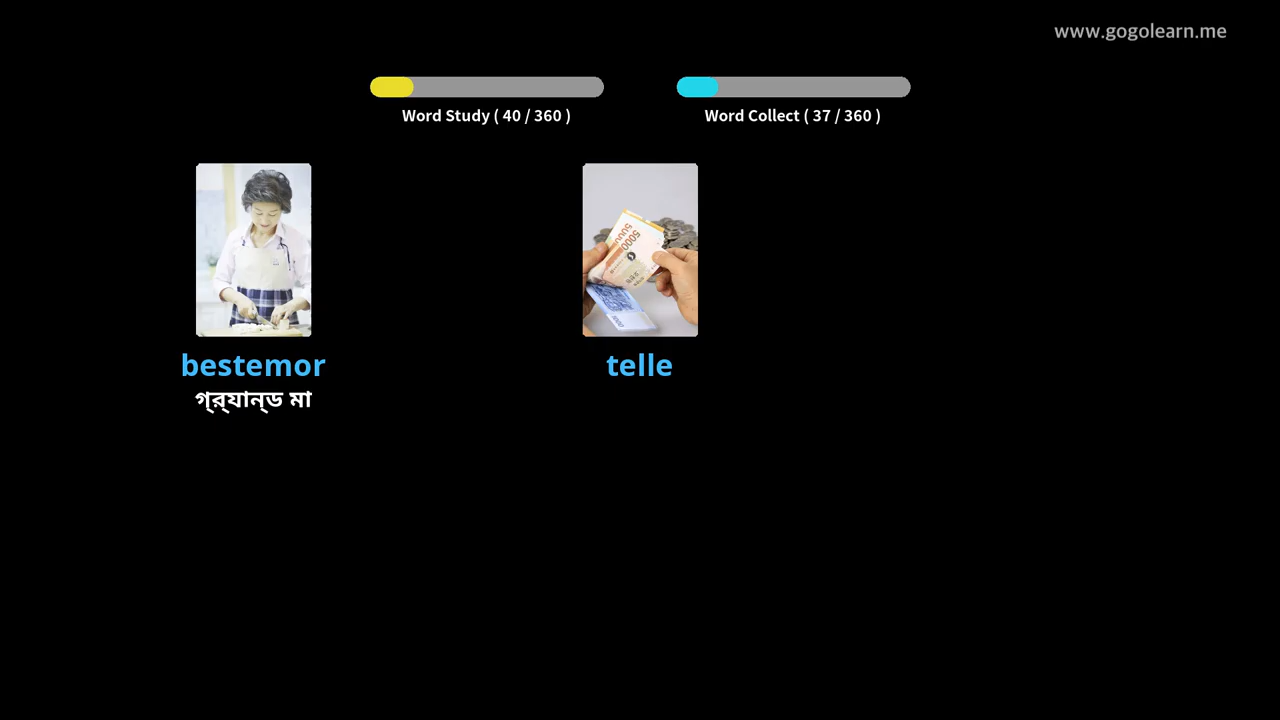 www.gogolearn.me
Word Study ( 40 / 360 )
Word Collect ( 37 / 360 )
bestemor
গ্র্যান্ড মা
telle